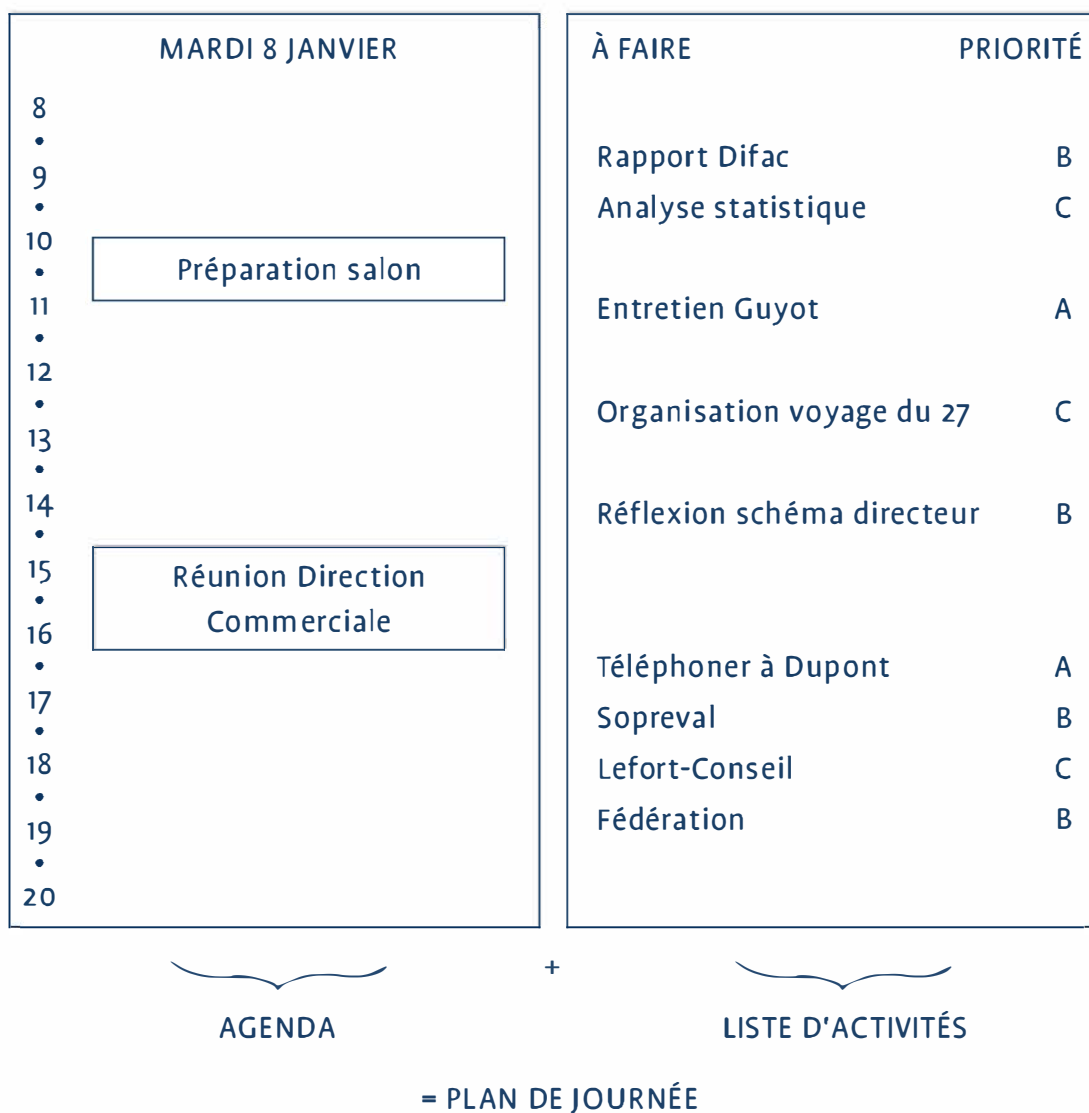 MARDI 8 JANVIER
8
•
9
•
10
•
11
•
12
•
13
•
14
•
15
•
16
•
17
•
18
•
19
•
20
Préparation salon
Réunion Direction
Commerciale
À FAIRE PRIORITÉ
Rapport Difac B
Analyse statistique C
Entretien Guyot A
Organisation voyage du 27 C
Réflexion schéma directeur B
Téléphoner à Dupont A
Sopreval B
Lefort-Conseil C
Fédération B
+
AGENDA
LISTE D'ACTIVITÉS
= PLAN DE JOURNÉE